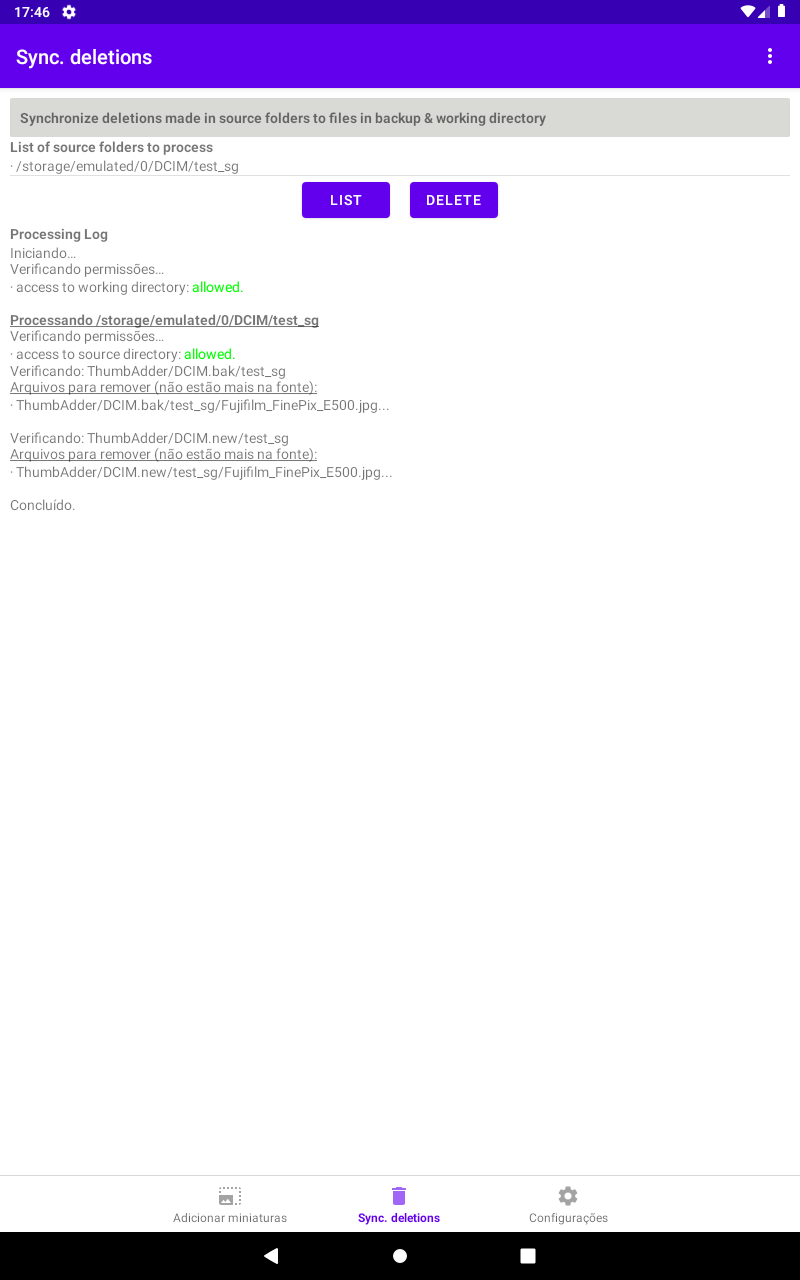 17:46
Sync. deletions
Synchronize deletions made in source folders to files in backup & working directory
List of source folders to process
· /storage/emulated/0/DCIM/test_sg
LIST
DELETE
Processing Log
Iniciando...
Verificando permissões...
· access to working directory: allowed.
Processando /storage/emulated/0/DCIM/test_sg
Verificando permissões...
· access to source directory: allowed.
Verificando: ThumbAdder/DCIM.bak/test_sg
Arquivos para remover (não estão mais na fonte):
· ThumbAdder/DCIM.bak/test_sg/Fujifilm_FinePix_E500.jpg...
Verificando: ThumbAdder/DCIM.new/test_sg
Arquivos para remover (não estão mais na fonte):
· ThumbAdder/DCIM.new/test_sg/Fujifilm_FinePix_E500.jpg...
Concluído.
Adicionar miniaturas
Sync. deletions
Configurações